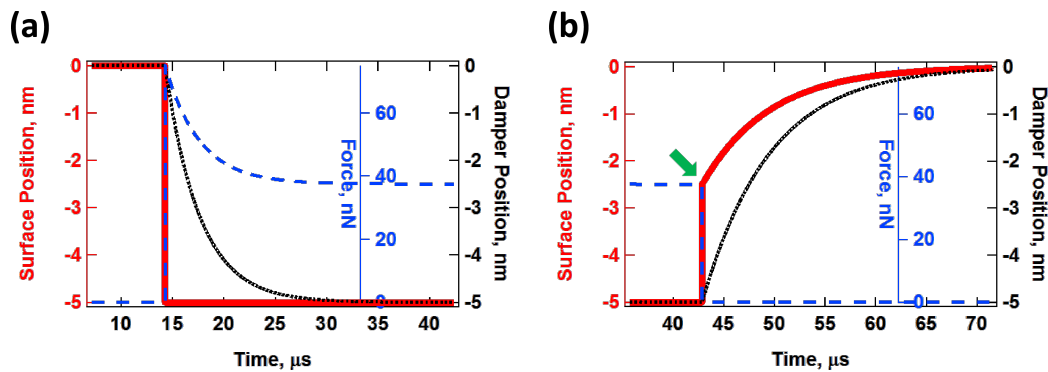 (a)
(b)
Surface Position, nm
0
-1
-2
-3
-4
-5
60
40
20
0
Force, nN
0
-1
-2
-3
-4
-5
Damper Position, nm
10 15 20 25 30 35 40
Time, μs
Surface Position, nm
0
-1
-2
-3
-4
-5
60
40
20
0
Force, nN
0
-1
-2
-3
-4
-5
Damper Position, nm
40 45 50 55 60 65 70
Time, μs